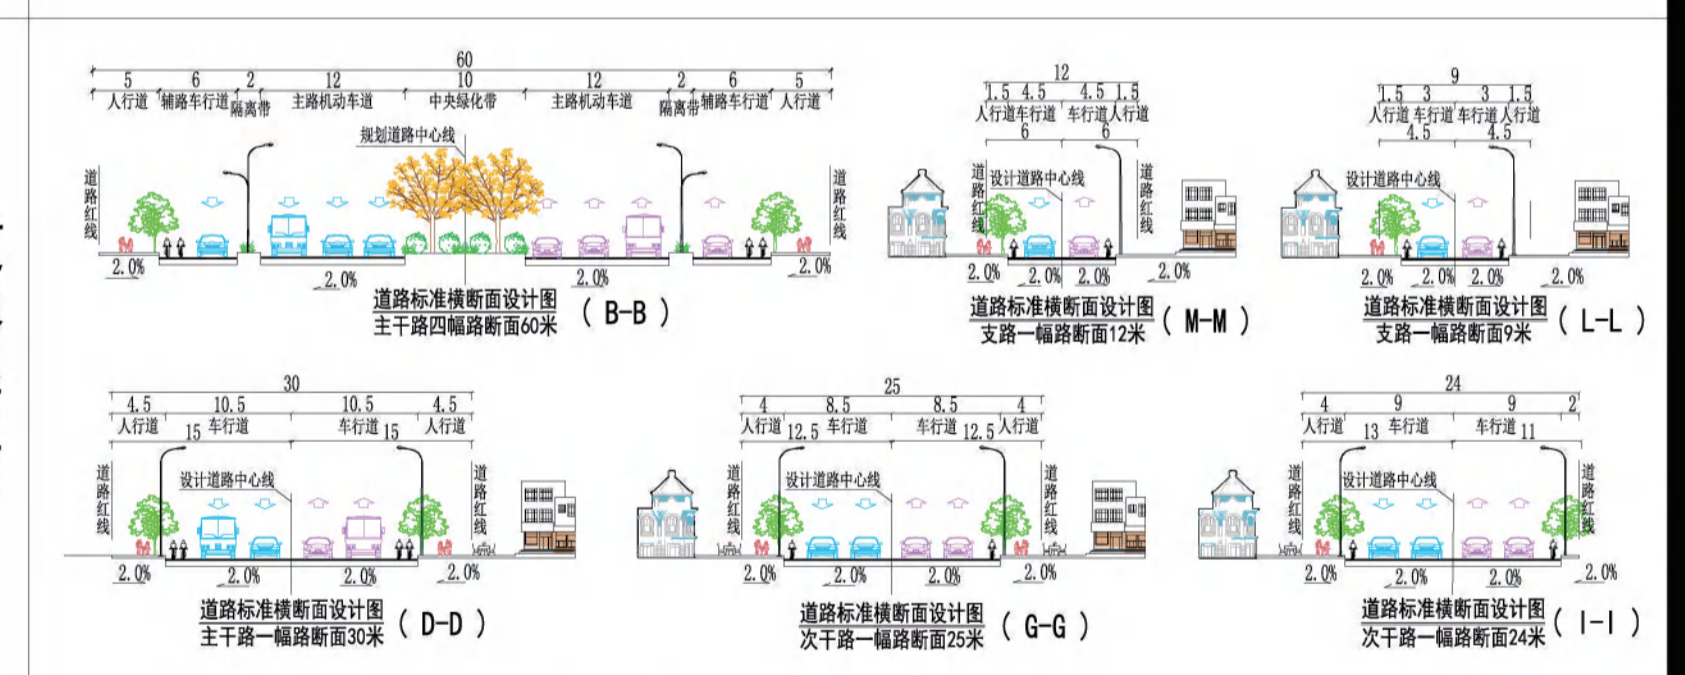 60
5 6 2 12 10 12 2 6 5
人行道 辅路车行道 隔离带 主路机动车道 中央绿化带 主路机动车道 隔离带 辅路车行道 人行道
规划道路中心线
道路红线
道路红线
2.0% 2.0% 2.0% 2.0%
道路标准横断面设计图
主干路四幅路断面60米
( B-B )
12
1.5 4.5 4.5 1.5
人行道 车行道 车行道 人行道
6 6
设计道路中心线
道路红线
道路红线
2.0% 2.0% 2.0% 2.0%
道路标准横断面设计图
支路一幅路断面12米
( M-M )
9
1.5 3 3 1.5
人行道 车行道 车行道 人行道
4.5 4.5
设计道路中心线
2.0% 2.0% 2.0% 2.0%
道路标准横断面设计图
支路一幅路断面9米
( L-L )
30
4.5 10.5 10.5 4.5
人行道 车行道 车行道 人行道
15 15
设计道路中心线
道路红线
道路红线
2.0% 2.0% 2.0% 2.0%
道路标准横断面设计图
主干路一幅路断面30米
( D-D )
25
4 8.5 8.5 4
人行道 车行道 车行道 人行道
12.5 12.5
设计道路中心线
道路红线
道路红线
2.0% 2.0% 2.0% 2.0%
道路标准横断面设计图
次干路一幅路断面25米
( G-G )
24
4 9 9 2
人行道 车行道 车行道
13 11
设计道路中心线
道路红线
道路红线
2.0% 2.0% 2.0% 2.0%
道路标准横断面设计图
次干路一幅路断面24米
( I-I )